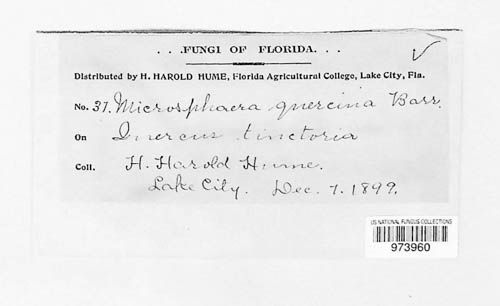 . . .FUNGI OF FLORIDA. . .
Distributed by H. HAROLD HUME, Florida Agricultural College, Lake City, Fla.
No. 37. Microsphaera quercina Barr.
On Quercus tinctoria
Coll. H. Harold Hume.
Lake City. Dec. 7. 1899.
US NATIONAL FUNGUS COLLECTIONS
973960